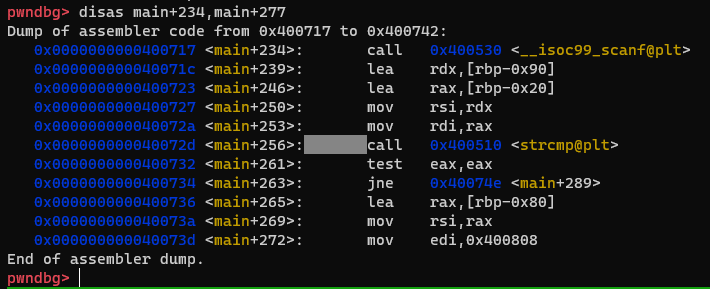 pwndbg> disas main+234,main+277
Dump of assembler code from 0x400717 to 0x400742:
   0x0000000000400717 <main+234>:       call   0x400530 <__isoc99_scanf@plt>
   0x000000000040071c <main+239>:       lea    rdx,[rbp-0x90]
   0x0000000000400723 <main+246>:       lea    rax,[rbp-0x20]
   0x0000000000400727 <main+250>:       mov    rsi,rdx
   0x000000000040072a <main+253>:       mov    rdi,rax
   0x000000000040072d <main+256>:       call   0x400510 <strcmp@plt>
   0x0000000000400732 <main+261>:       test   eax,eax
   0x0000000000400734 <main+263>:       jne    0x40074e <main+289>
   0x0000000000400736 <main+265>:       lea    rax,[rbp-0x80]
   0x000000000040073a <main+269>:       mov    rsi,rax
   0x000000000040073d <main+272>:       mov    edi,0x400808
End of assembler dump.
pwndbg>